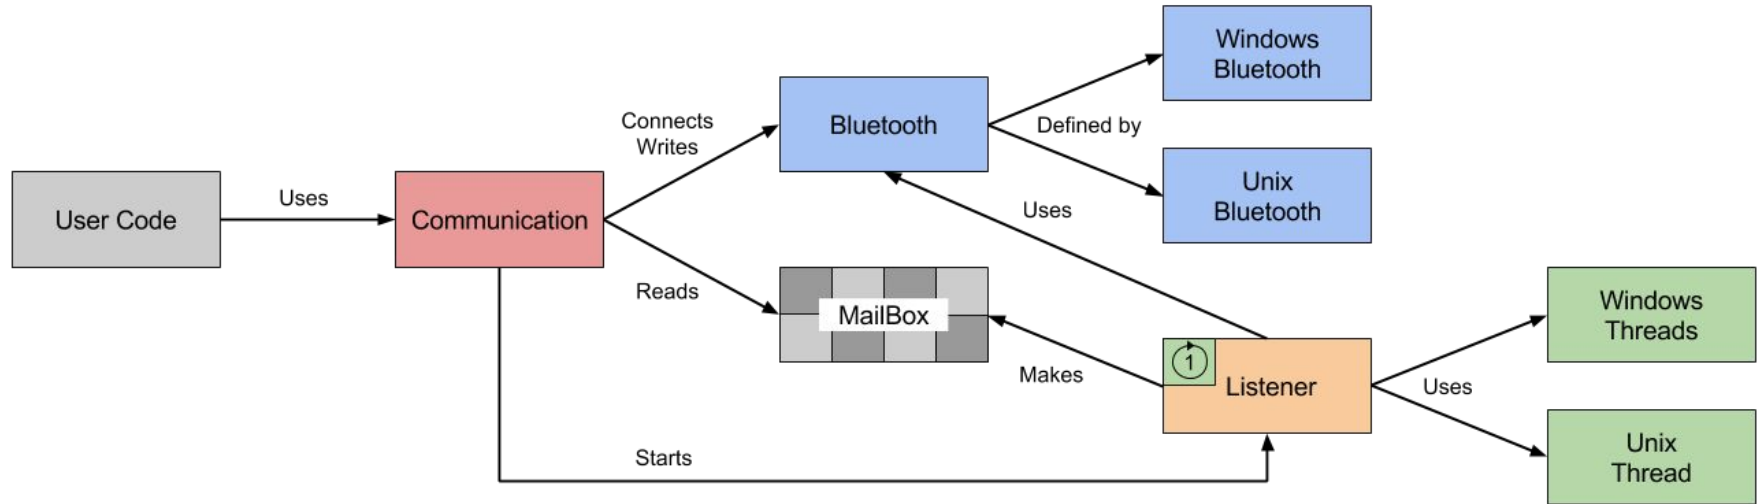 Windows
Bluetooth
Connects
Writes
Bluetooth
Defined by
User Code
Uses
Communication
Unix
Bluetooth
Uses
Reads
MailBox
Windows
Threads
1
Listener
Makes
Uses
Starts
Unix
Thread